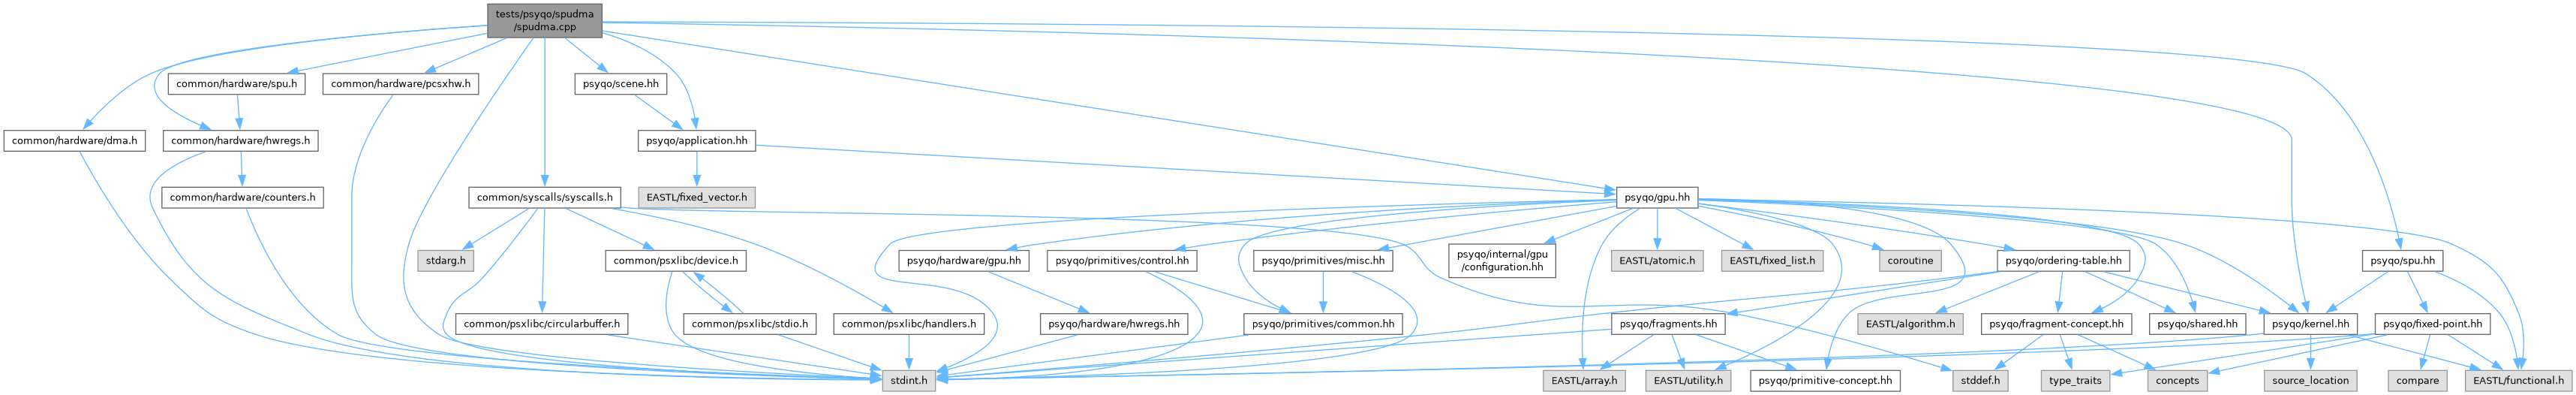 tests/psyqo/spudma
/spudma.cpp
common/hardware/spu.h
common/hardware/pcsxhw.h
psyqo/scene.hh
common/hardware/dma.h
common/hardware/hwregs.h
psyqo/application.hh
common/hardware/counters.h
common/syscalls/syscalls.h
EASTL/fixed_vector.h
psyqo/gpu.hh
stdarg.h
common/psxlibc/device.h
psyqo/hardware/gpu.hh
psyqo/primitives/control.hh
psyqo/primitives/misc.hh
psyqo/internal/gpu
/configuration.hh
EASTL/atomic.h
EASTL/fixed_list.h
coroutine
psyqo/ordering-table.hh
psyqo/spu.hh
common/psxlibc/circularbuffer.h
common/psxlibc/stdio.h
common/psxlibc/handlers.h
psyqo/hardware/hwregs.hh
psyqo/primitives/common.hh
psyqo/fragments.hh
EASTL/algorithm.h
psyqo/fragment-concept.hh
psyqo/shared.hh
psyqo/kernel.hh
psyqo/fixed-point.hh
stdint.h
EASTL/array.h
EASTL/utility.h
psyqo/primitive-concept.hh
stddef.h
type_traits
concepts
source_location
compare
EASTL/functional.h